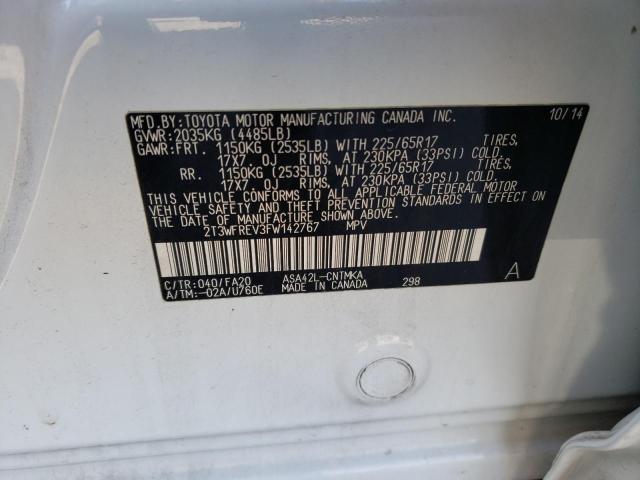 MFD.BY:TOYOTA MOTOR MANUFACTURING CANADA INC. 10/14
GVWR:2035KG (4485LB)
GAWR:FRT. 1150KG (2535LB) WITH 225/65R17 TIRES,
17X7.0J RIMS, AT 230KPA (33PSI) COLD.
RR. 1150KG (2535LB) WITH 225/65R17 TIRES,
17X7.0J RIMS, AT 230KPA (33PSI) COLD.
THIS VEHICLE CONFORMS TO ALL APPLICABLE FEDERAL MOTOR
VEHICLE SAFETY AND THEFT PREVENTION STANDARDS IN EFFECT ON
THE DATE OF MANUFACTURE SHOWN ABOVE.
2T3WFREV3FW142767 MPV
C/TR:040/FA20 ASA42L-CNTMKA
A/TM:-02A/U760E MADE IN CANADA 298 A